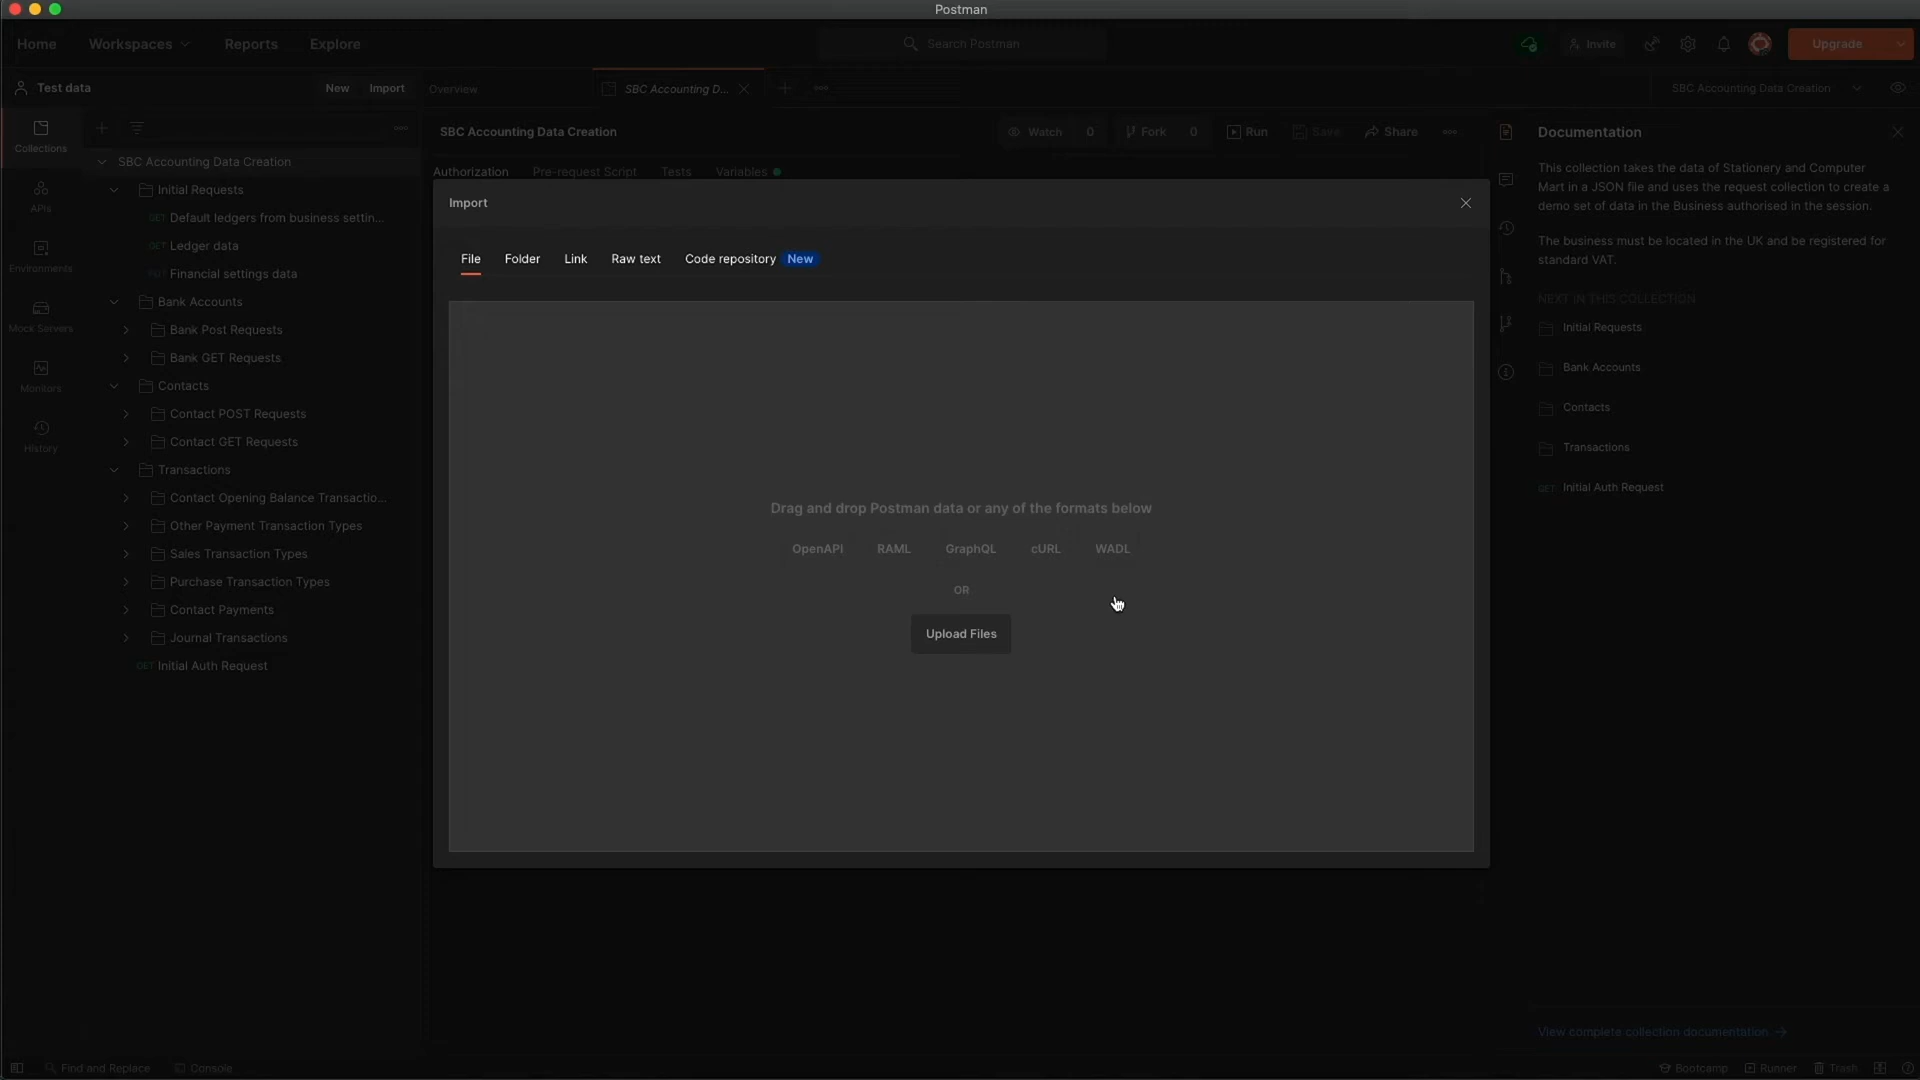 Postman
Home
Workspaces
Reports
Explore
Search Postman
Invite
Upgrade
Test data
New
Import
Overview
SBC Accounting D...
SBC Accounting Data Creation
Collections
APIs
Environments
Mock Servers
Monitors
History
SBC Accounting Data Creation
Initial Requests
GET Default ledgers from business settin...
GET Ledger data
PUT Financial settings data
Bank Accounts
Bank Post Requests
Bank GET Requests
Contacts
Contact POST Requests
Contact GET Requests
Transactions
Contact Opening Balance Transactio...
Other Payment Transaction Types
Sales Transaction Types
Purchase Transaction Types
Contact Payments
Journal Transactions
GET Initial Auth Request
SBC Accounting Data Creation
Watch 0
Fork 0
Run
Save
Share
Authorization
Pre-request Script
Tests
Variables
Import
File
Folder
Link
Raw text
Code repository New
Drag and drop Postman data or any of the formats below
OpenAPI RAML GraphQL cURL WADL
OR
Upload Files
Documentation
This collection takes the data of Stationery and Computer
Mart in a JSON file and uses the request collection to create a
demo set of data in the Business authorised in the session.
The business must be located in the UK and be registered for
standard VAT.
NEXT IN THIS COLLECTION
Initial Requests
Bank Accounts
Contacts
Transactions
GET Initial Auth Request
View complete collection documentation →
Find and Replace
Console
Bootcamp
Runner
Trash